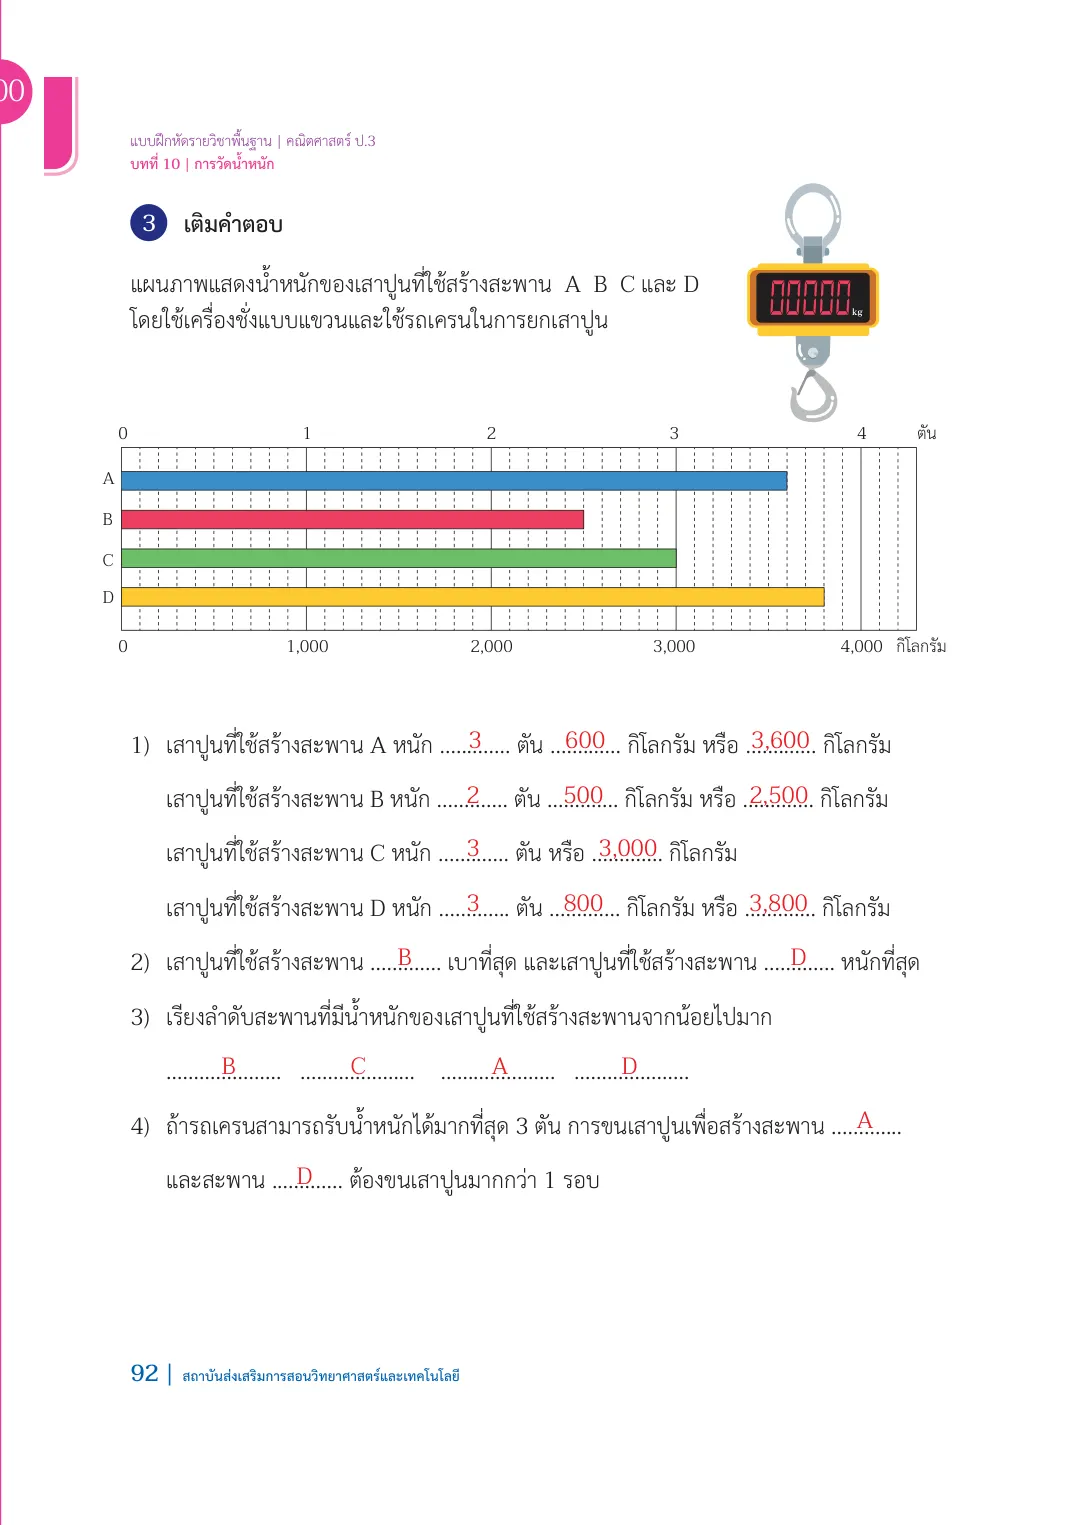 00
แบบฝึกหัดรายวิชาพื้นฐาน | คณิตศาสตร์ ป.3
บทที่ 10 | การวัดน้ำหนัก
3 เติมคำตอบ
แผนภาพแสดงน้ำหนักของเสาปูนที่ใช้สร้างสะพาน A B C และ D
โดยใช้เครื่องชั่งแบบแขวนและใช้รถเครนในการยกเสาปูน
00000 kg
0 1 2 3 4 ตัน
A
B
C
D
0 1,000 2,000 3,000 4,000 กิโลกรัม
1) เสาปูนที่ใช้สร้างสะพาน A หนัก 3 ตัน 600 กิโลกรัม หรือ 3,600 กิโลกรัม
เสาปูนที่ใช้สร้างสะพาน B หนัก 2 ตัน 500 กิโลกรัม หรือ 2,500 กิโลกรัม
เสาปูนที่ใช้สร้างสะพาน C หนัก 3 ตัน หรือ 3,000 กิโลกรัม
เสาปูนที่ใช้สร้างสะพาน D หนัก 3 ตัน 800 กิโลกรัม หรือ 3,800 กิโลกรัม
2) เสาปูนที่ใช้สร้างสะพาน B เบาที่สุด และเสาปูนที่ใช้สร้างสะพาน D หนักที่สุด
3) เรียงลำดับสะพานที่มีน้ำหนักของเสาปูนที่ใช้สร้างสะพานจากน้อยไปมาก
B C A D
4) ถ้ารถเครนสามารถรับน้ำหนักได้มากที่สุด 3 ตัน การขนเสาปูนเพื่อสร้างสะพาน A
และสะพาน D ต้องขนเสาปูนมากกว่า 1 รอบ
92 | สถาบันส่งเสริมการสอนวิทยาศาสตร์และเทคโนโลยี